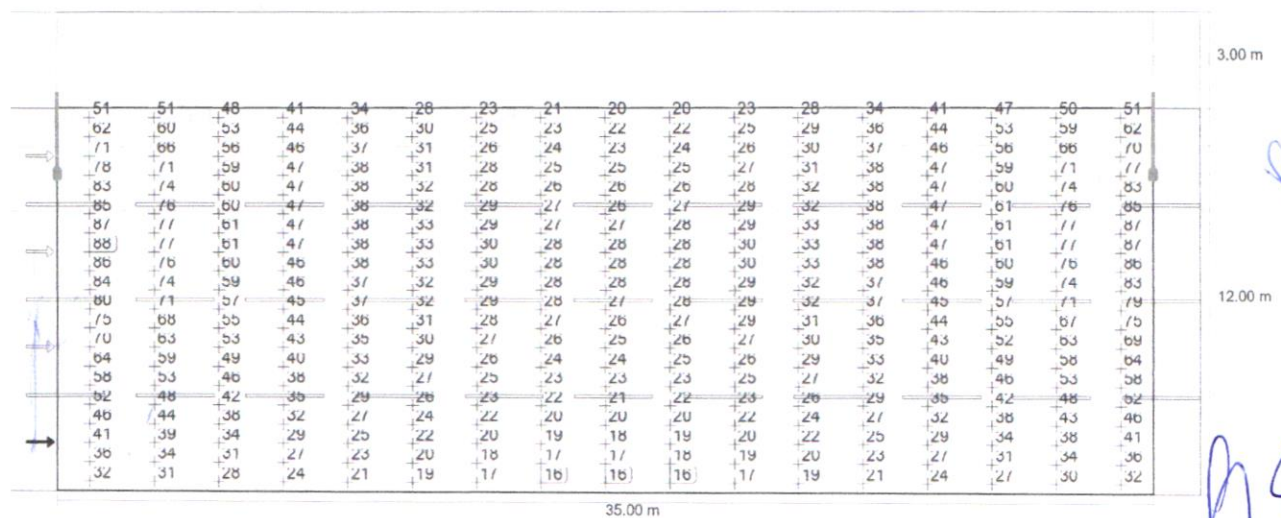 3.00 m
51 51 48 41 34 28 23 21 20 20 23 28 34 41 47 50 51
62 60 53 44 36 30 25 23 22 22 25 29 36 44 53 59 62
71 66 56 46 37 31 26 24 23 24 26 30 37 46 56 66 70
78 71 59 47 38 31 28 25 25 25 27 31 38 47 59 71 77
83 74 60 47 38 32 28 26 26 26 28 32 38 47 60 74 83
85 76 60 47 38 32 29 27 26 27 29 32 38 47 61 76 85
87 77 61 47 38 33 29 27 27 28 29 33 38 47 61 77 87
88 77 61 47 38 33 30 28 28 28 30 33 38 47 61 77 87
86 76 60 46 38 33 30 28 28 28 30 33 38 46 60 76 86
84 74 59 46 37 32 29 28 28 28 29 32 37 46 59 74 83
80 71 57 45 37 32 29 28 27 28 29 32 37 45 57 71 79
12.00 m
75 68 55 44 36 31 28 27 26 27 29 31 36 44 55 67 75
70 63 53 43 35 30 27 26 25 26 27 30 35 43 52 63 69
64 59 49 40 33 29 26 24 24 25 26 29 33 40 49 58 64
58 53 46 38 32 27 25 23 23 23 25 27 32 38 46 53 58
52 48 42 35 29 26 23 22 21 22 23 26 29 35 42 48 52
46 44 38 32 27 24 22 20 20 20 22 24 27 32 38 43 46
41 39 34 29 25 22 20 19 18 19 20 22 25 29 34 38 41
36 34 31 27 23 20 18 17 17 18 19 20 23 27 31 34 36
32 31 28 24 21 19 17 16 16 16 17 19 21 24 27 30 32
35.00 m